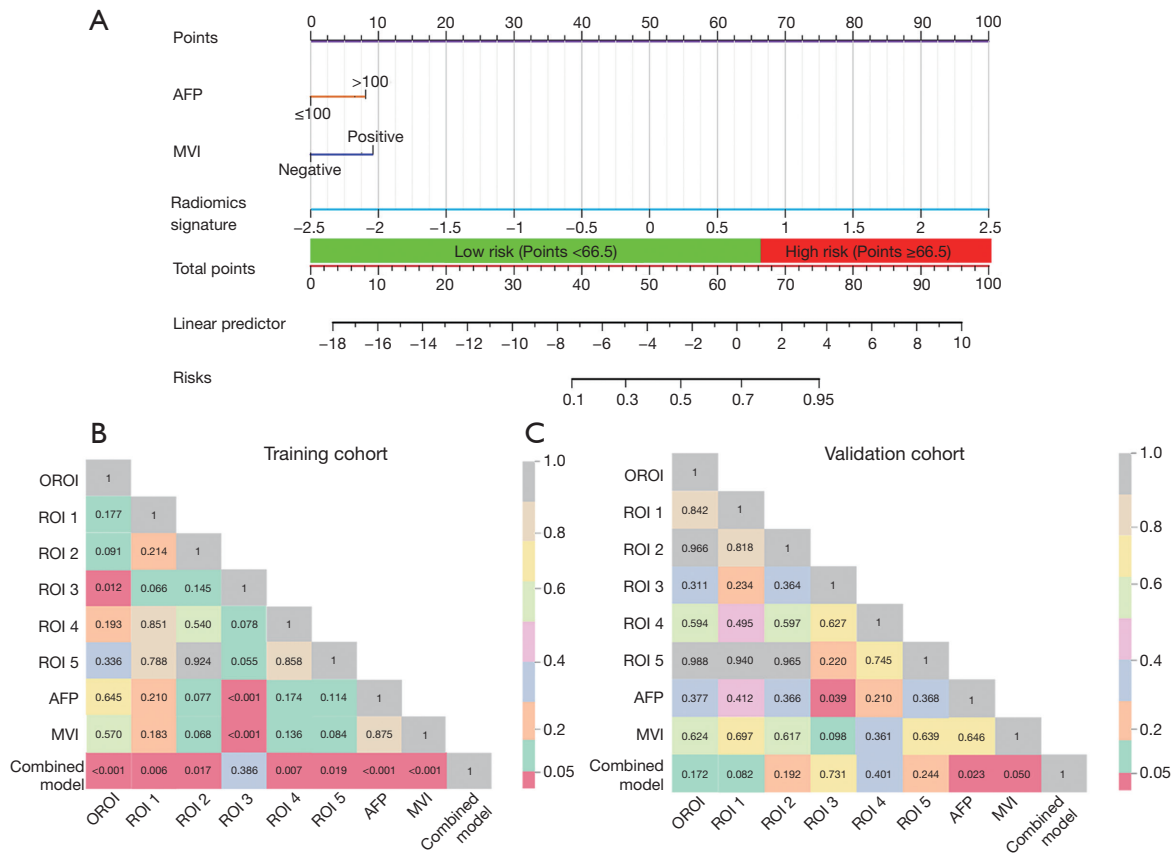 A
Points
0 10 20 30 40 50 60 70 80 90 100
AFP
>100
≤100
MVI
Positive
Negative
Radiomics
signature
−2.5 −2 −1.5 −1 −0.5 0 0.5 1 1.5 2 2.5
Low risk (Points <66.5) High risk (Points ≥66.5)
Total points
0 10 20 30 40 50 60 70 80 90 100
Linear predictor
−18 −16 −14 −12 −10 −8 −6 −4 −2 0 2 4 6 8 10
Risks
0.1 0.3 0.5 0.7 0.95
B
Training cohort
OROI 1
ROI 1 0.177 1
ROI 2 0.091 0.214 1
ROI 3 0.012 0.066 0.145 1
ROI 4 0.193 0.851 0.540 0.078 1
ROI 5 0.336 0.788 0.924 0.055 0.858 1
AFP 0.645 0.210 0.077 <0.001 0.174 0.114 1
MVI 0.570 0.183 0.068 <0.001 0.136 0.084 0.875 1
Combined
model
<0.001 0.006 0.017 0.386 0.007 0.019 <0.001 <0.001 1
OROI ROI 1 ROI 2 ROI 3 ROI 4 ROI 5 AFP MVI Combined
model
1.0
0.8
0.6
0.4
0.2
0.05
C
Validation cohort
OROI 1
ROI 1 0.842 1
ROI 2 0.966 0.818 1
ROI 3 0.311 0.234 0.364 1
ROI 4 0.594 0.495 0.597 0.627 1
ROI 5 0.988 0.940 0.965 0.220 0.745 1
AFP 0.377 0.412 0.366 0.039 0.210 0.368 1
MVI 0.624 0.697 0.617 0.098 0.361 0.639 0.646 1
Combined
model
0.172 0.082 0.192 0.731 0.401 0.244 0.023 0.050 1
OROI ROI 1 ROI 2 ROI 3 ROI 4 ROI 5 AFP MVI Combined
model
1.0
0.8
0.6
0.4
0.2
0.05